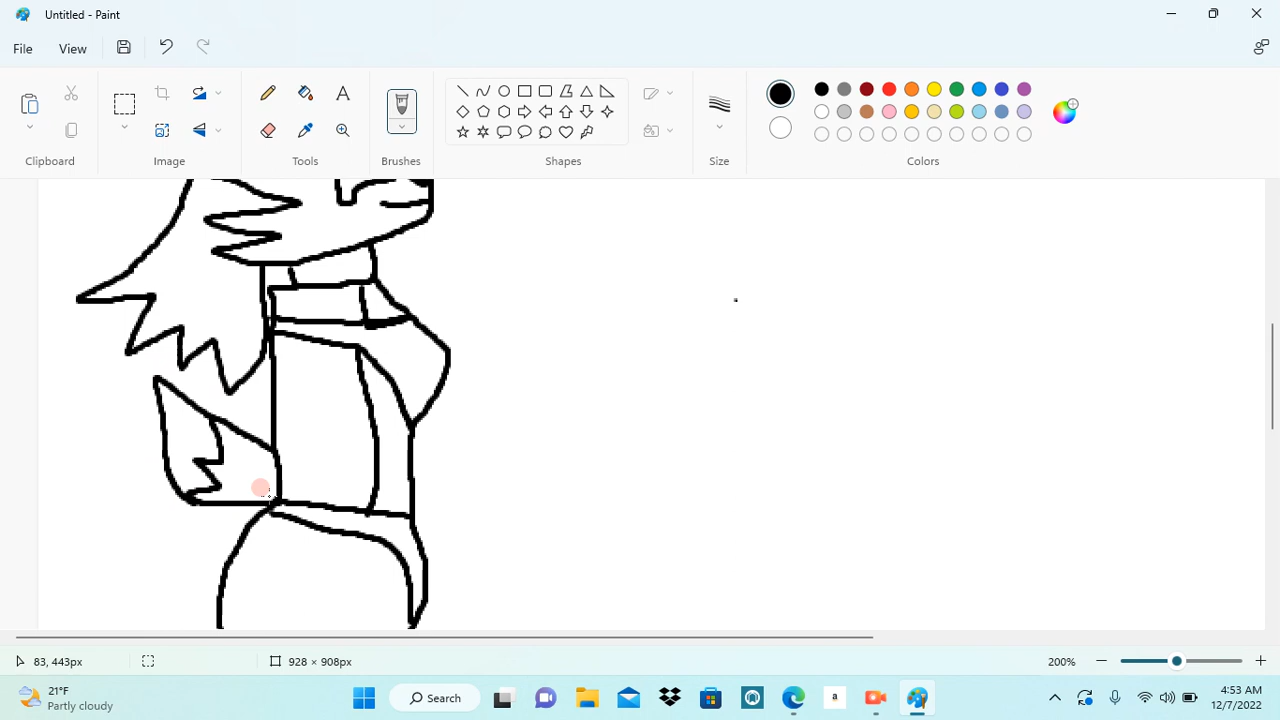 Untitled - Paint
File View
Clipboard Image Tools Brushes Shapes Size Colors
A
83, 443px 928 × 908px 200%
21°F
Partly cloudy
Search
a
4:53 AM
12/7/2022